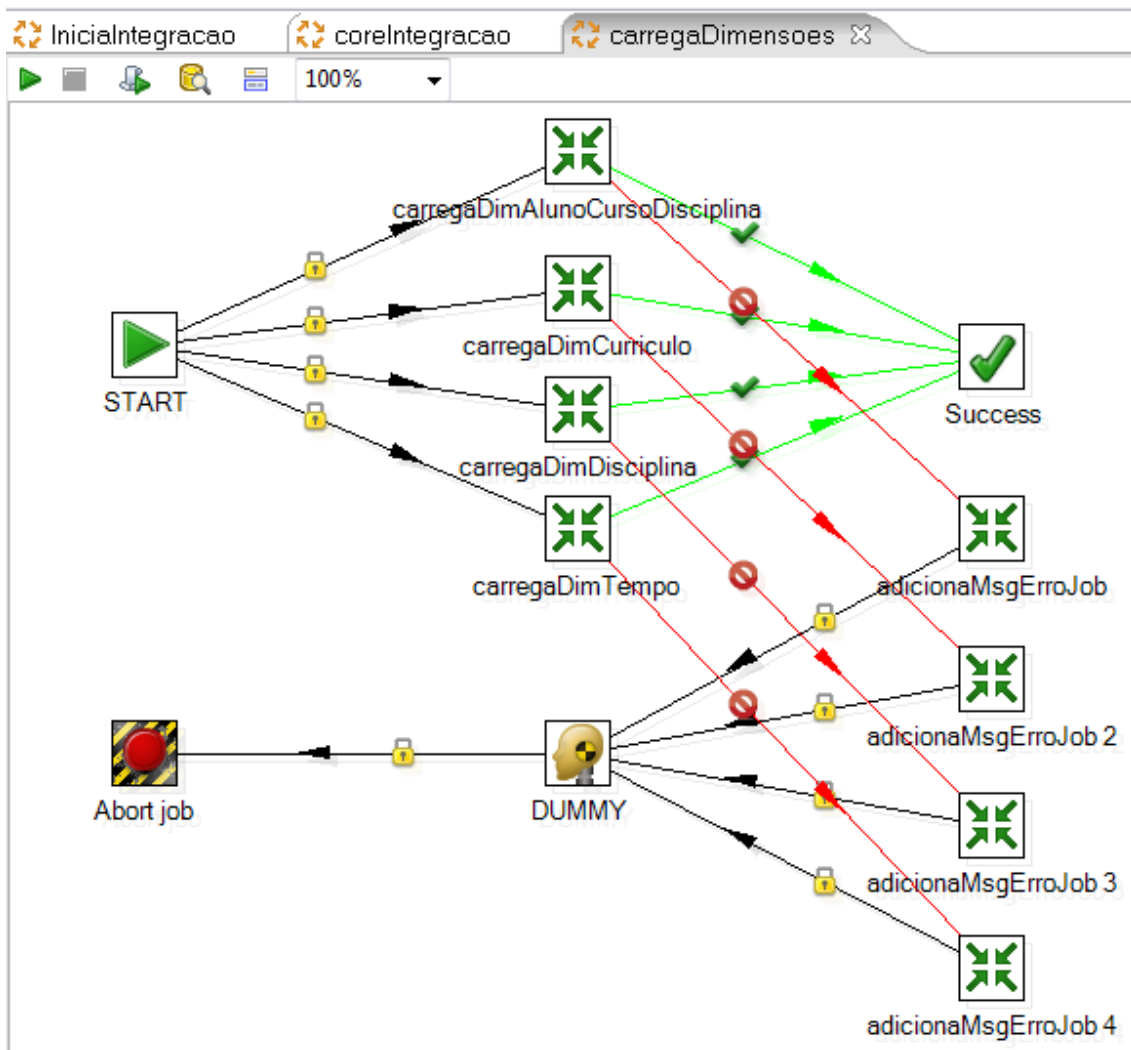 InicialIntegracao
coreIntegracao
carregaDimensoes
100%
carregaDimAlunoCursoDisciplina
carregaDimCurriculo
START
Success
carregaDimDisciplina
carregaDimTempo
adicionaMsgErroJob
adicionaMsgErroJob 2
Abort job
DUMMY
adicionaMsgErroJob 3
adicionaMsgErroJob 4